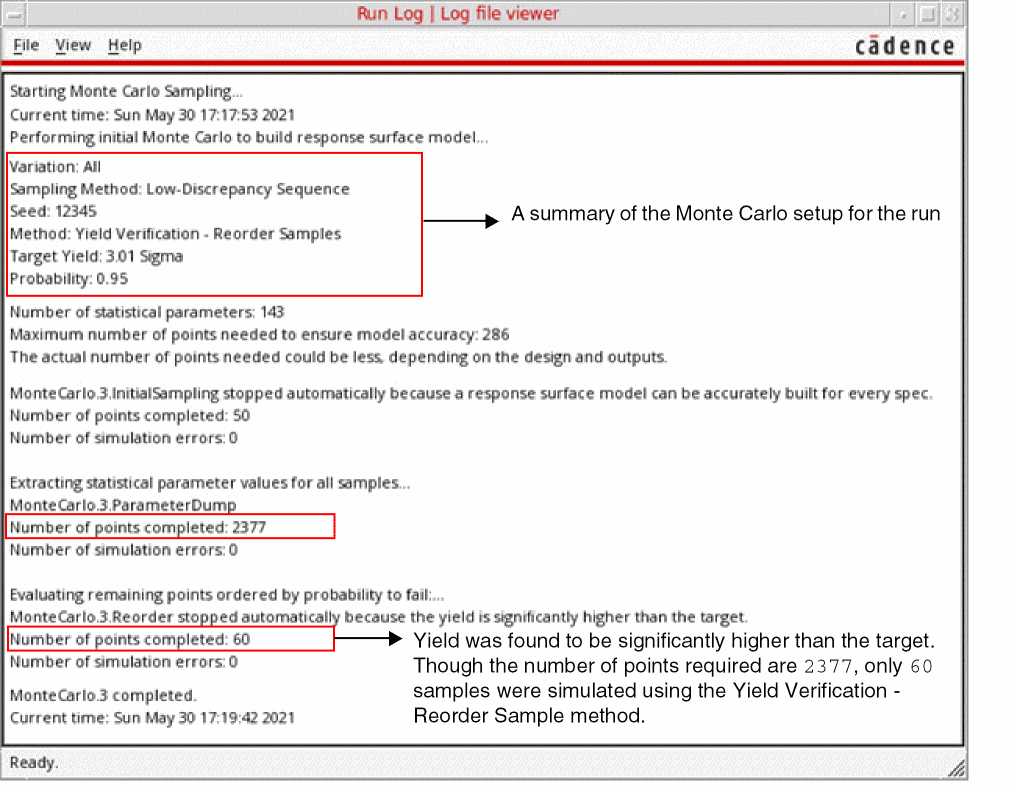 Run Log | Log file viewer
File View Help
cādence
Starting Monte Carlo Sampling...
Current time: Sun May 30 17:17:53 2021
Performing initial Monte Carlo to build response surface model...
Variation: All
Sampling Method: Low-Discrepancy Sequence
Seed: 12345
Method: Yield Verification - Reorder Samples
Target Yield: 3.01 Sigma
Probability: 0.95
A summary of the Monte Carlo setup for the run
Number of statistical parameters: 143
Maximum number of points needed to ensure model accuracy: 286
The actual number of points needed could be less, depending on the design and outputs.
MonteCarlo.3.InitialSampling stopped automatically because a response surface model can be accurately built for every spec.
Number of points completed: 50
Number of simulation errors: 0
Extracting statistical parameter values for all samples...
MonteCarlo.3.ParameterDump
Number of points completed: 2377
Number of simulation errors: 0
Evaluating remaining points ordered by probability to fail:...
MonteCarlo.3.Reorder stopped automatically because the yield is significantly higher than the target.
Number of points completed: 60
Number of simulation errors: 0
Yield was found to be significantly higher than the target.
Though the number of points required are 2377, only 60
samples were simulated using the Yield Verification -
Reorder Sample method.
MonteCarlo.3 completed.
Current time: Sun May 30 17:19:42 2021
Ready.